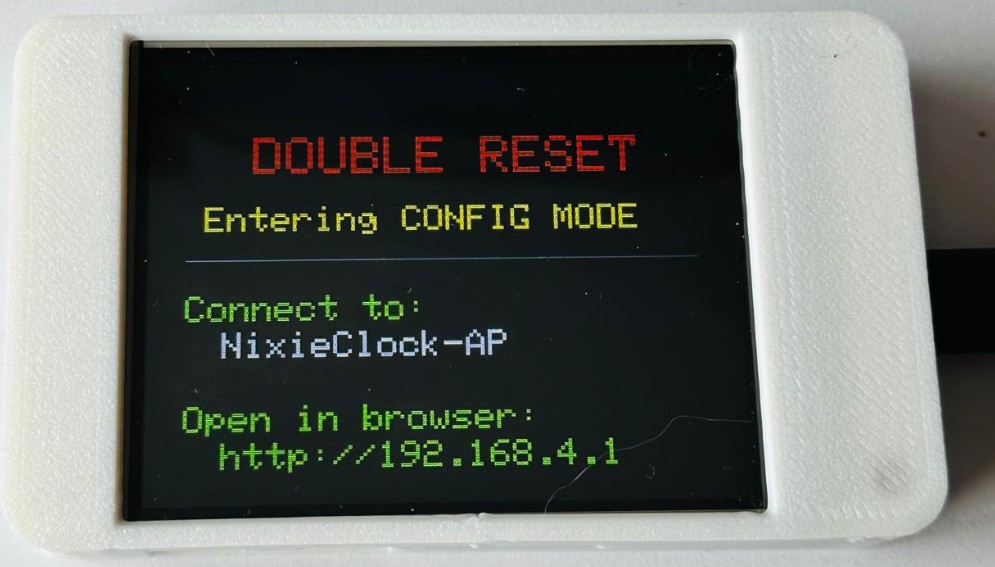 DOUBLE RESET
Entering CONFIG MODE
Connect to:
NixieClock-AP
Open in browser:
http://192.168.4.1